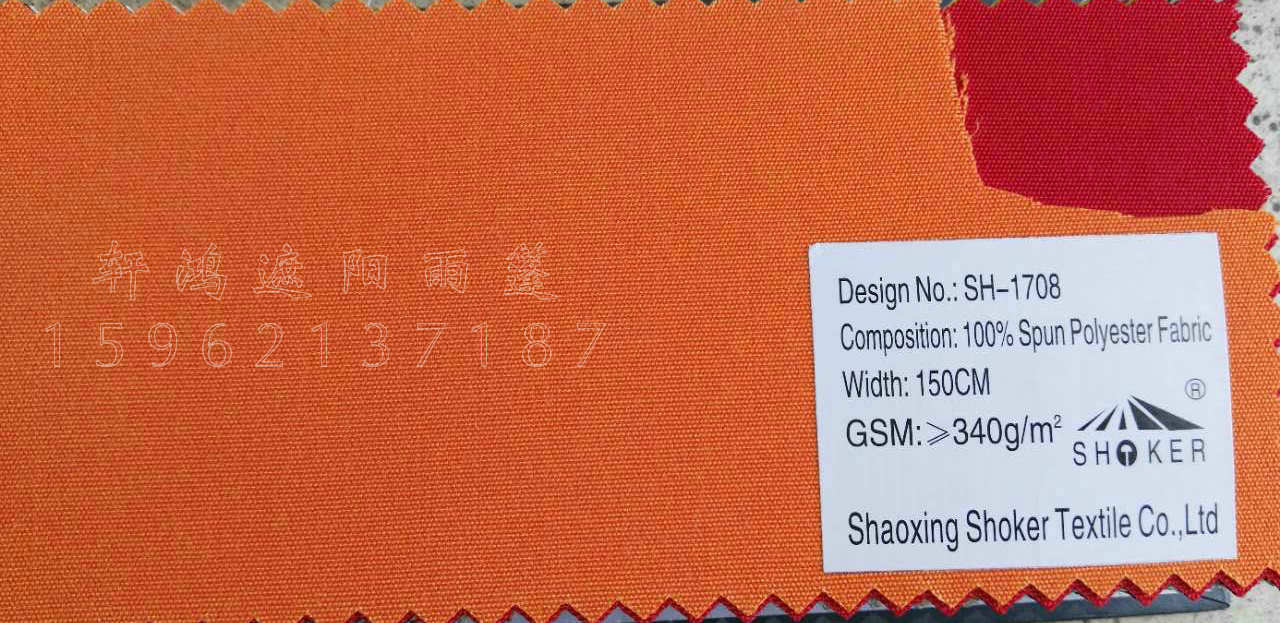 轩鸿遮阳雨篷
15962137187
Design No.: SH-1708
Composition: 100% Spun Polyester Fabric
Width: 150CM
GSM: ⩾340g/m²
®
SHOKER
Shaoxing Shoker Textile Co.,Ltd